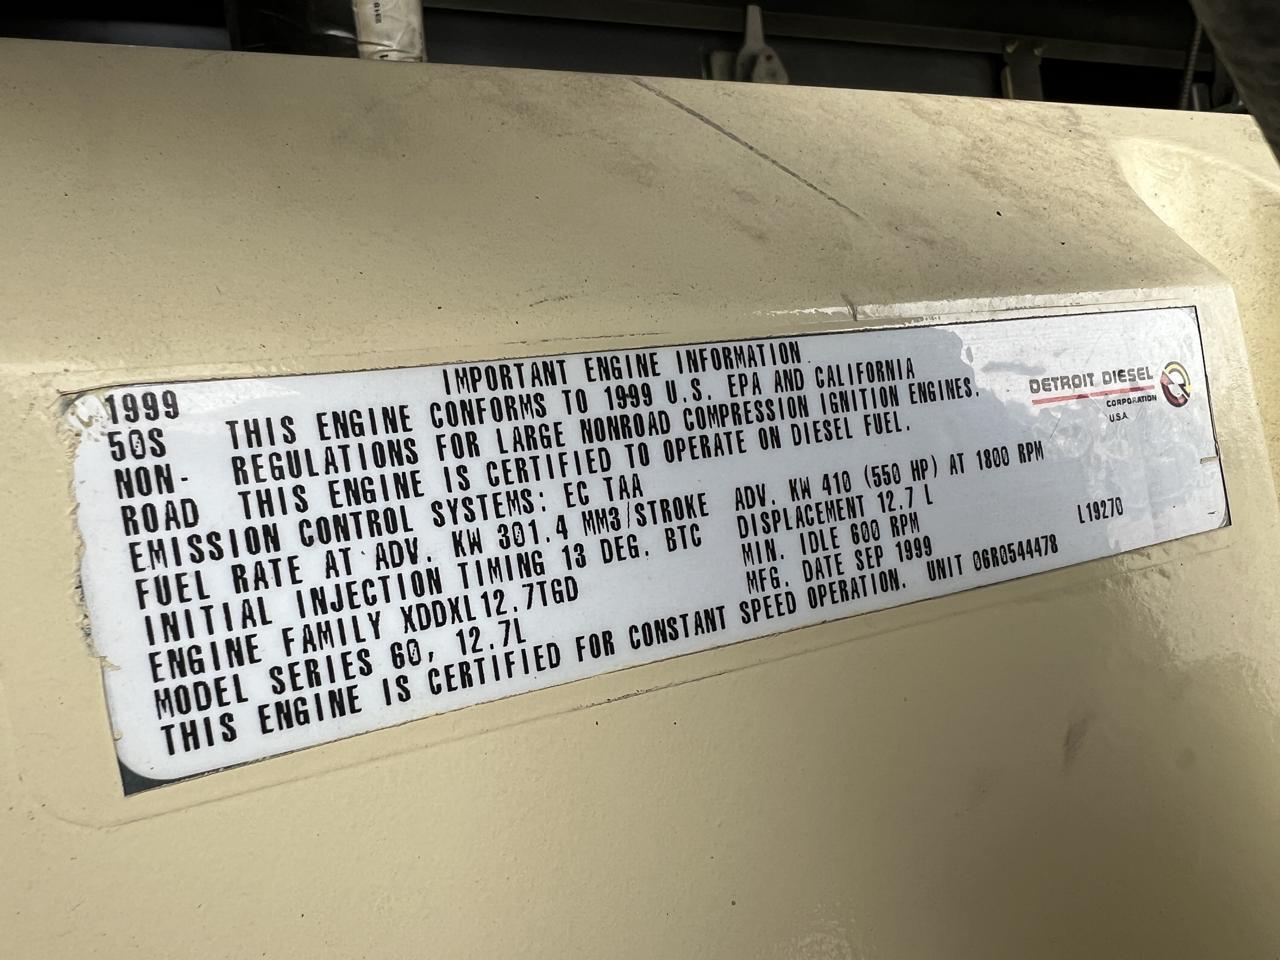 IMPORTANT ENGINE INFORMATION
1999 THIS ENGINE CONFORMS TO 1999 U.S. EPA AND CALIFORNIA
50S REGULATIONS FOR LARGE NONROAD COMPRESSION IGNITION ENGINES.
NON- THIS ENGINE IS CERTIFIED TO OPERATE ON DIESEL FUEL.
ROAD
EMISSION CONTROL SYSTEMS: EC TAA
FUEL RATE AT ADV. KW 301.4 MM3/STROKE ADV. KW 410 (550 HP) AT 1800 RPM
INITIAL INJECTION TIMING 13 DEG. BTC DISPLACEMENT 12.7 L
ENGINE FAMILY XDDXL12.7TGD MIN. IDLE 600 RPM
MODEL SERIES 60, 12.7L MFG. DATE SEP 1999 L19270
THIS ENGINE IS CERTIFIED FOR CONSTANT SPEED OPERATION. UNIT 06R0544478
DETROIT DIESEL
CORPORATION
U.S.A.